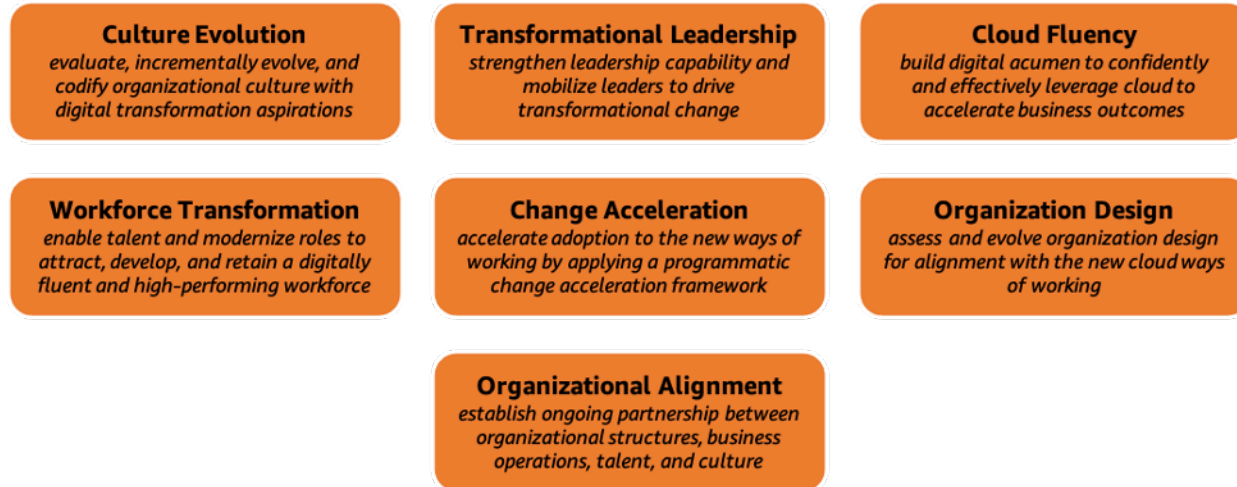 Culture Evolution
evaluate, incrementally evolve, and
codify organizational culture with
digital transformation aspirations
Transformational Leadership
strengthen leadership capability and
mobilize leaders to drive
transformational change
Cloud Fluency
build digital acumen to confidently
and effectively leverage cloud to
accelerate business outcomes
Workforce Transformation
enable talent and modernize roles to
attract, develop, and retain a digitally
fluent and high-performing workforce
Change Acceleration
accelerate adoption to the new ways of
working by applying a programmatic
change acceleration framework
Organization Design
assess and evolve organization design
for alignment with the new cloud ways
of working
Organizational Alignment
establish ongoing partnership between
organizational structures, business
operations, talent, and culture